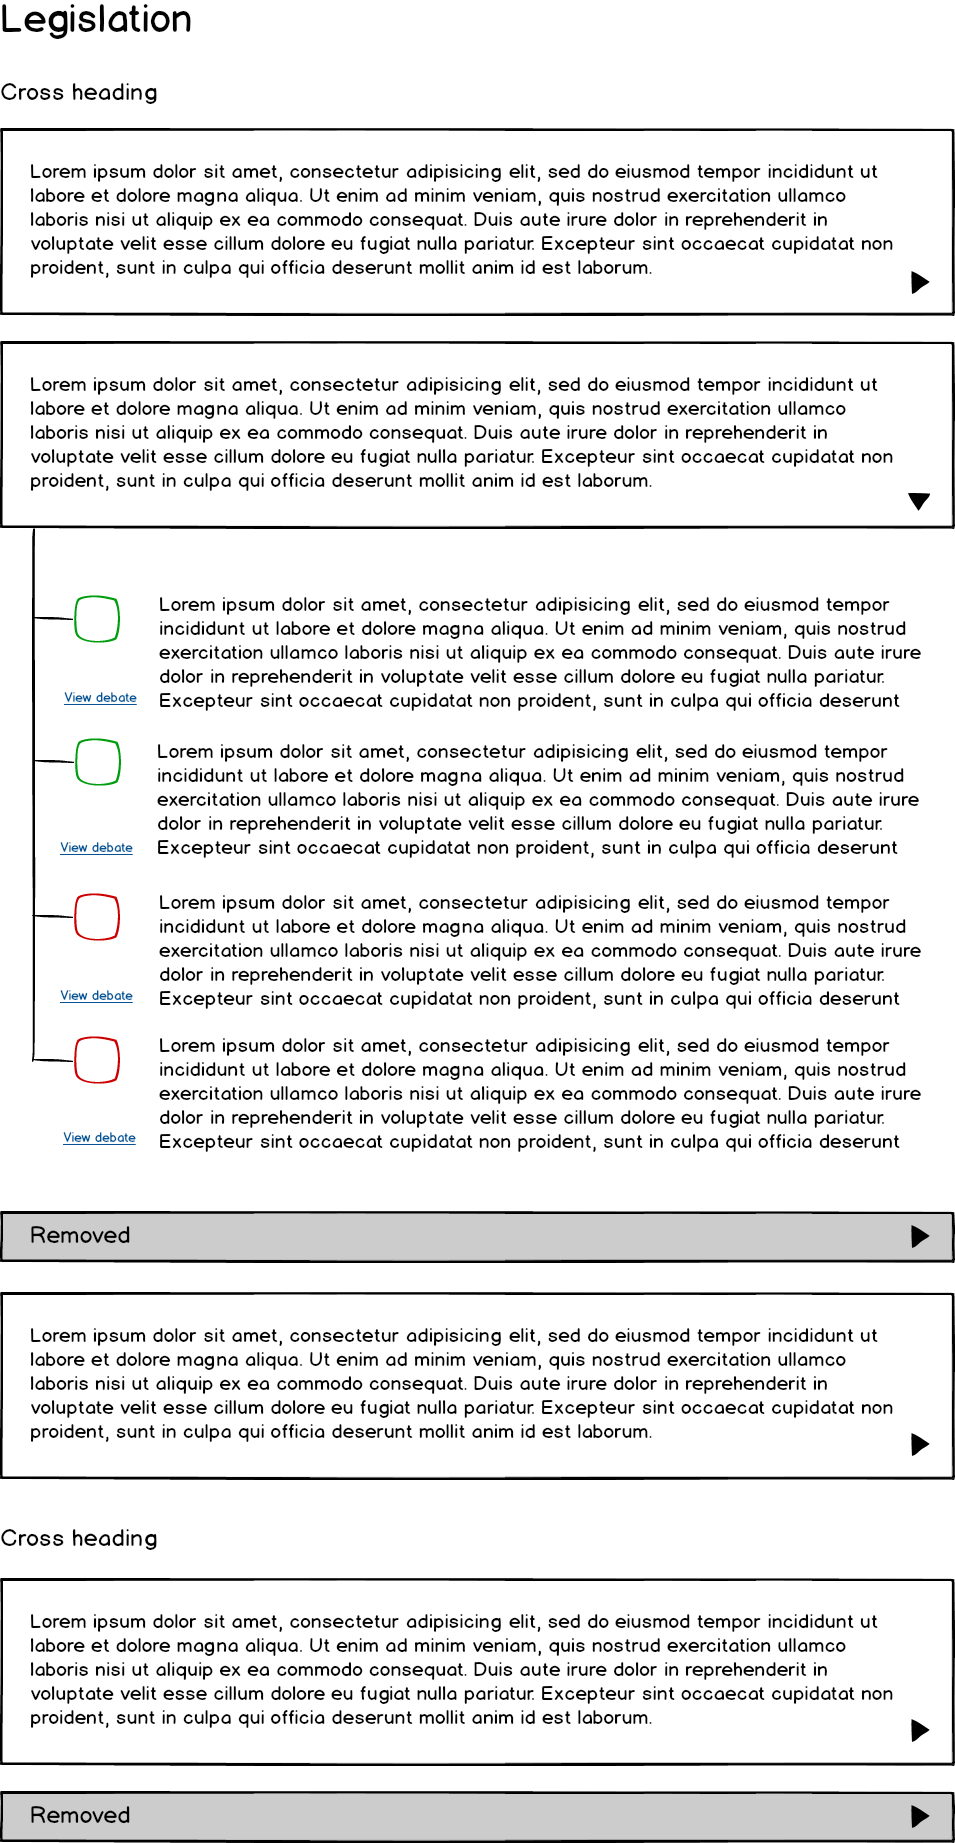 Legislation
Cross heading
Lorem ipsum dolor sit amet, consectetur adipisicing elit, sed do eiusmod tempor incididunt ut
labore et dolore magna aliqua. Ut enim ad minim veniam, quis nostrud exercitation ullamco
laboris nisi ut aliquip ex ea commodo consequat. Duis aute irure dolor in reprehenderit in
voluptate velit esse cillum dolore eu fugiat nulla pariatur. Excepteur sint occaecat cupidatat non
proident, sunt in culpa qui officia deserunt mollit anim id est laborum.
Lorem ipsum dolor sit amet, consectetur adipisicing elit, sed do eiusmod tempor incididunt ut
labore et dolore magna aliqua. Ut enim ad minim veniam, quis nostrud exercitation ullamco
laboris nisi ut aliquip ex ea commodo consequat. Duis aute irure dolor in reprehenderit in
voluptate velit esse cillum dolore eu fugiat nulla pariatur. Excepteur sint occaecat cupidatat non
proident, sunt in culpa qui officia deserunt mollit anim id est laborum.
Lorem ipsum dolor sit amet, consectetur adipisicing elit, sed do eiusmod tempor
incididunt ut labore et dolore magna aliqua. Ut enim ad minim veniam, quis nostrud
exercitation ullamco laboris nisi ut aliquip ex ea commodo consequat. Duis aute irure
dolor in reprehenderit in voluptate velit esse cillum dolore eu fugiat nulla pariatur.
Excepteur sint occaecat cupidatat non proident, sunt in culpa qui officia deserunt
View debate
Lorem ipsum dolor sit amet, consectetur adipisicing elit, sed do eiusmod tempor
incididunt ut labore et dolore magna aliqua. Ut enim ad minim veniam, quis nostrud
exercitation ullamco laboris nisi ut aliquip ex ea commodo consequat. Duis aute irure
dolor in reprehenderit in voluptate velit esse cillum dolore eu fugiat nulla pariatur.
Excepteur sint occaecat cupidatat non proident, sunt in culpa qui officia deserunt
View debate
Lorem ipsum dolor sit amet, consectetur adipisicing elit, sed do eiusmod tempor
incididunt ut labore et dolore magna aliqua. Ut enim ad minim veniam, quis nostrud
exercitation ullamco laboris nisi ut aliquip ex ea commodo consequat. Duis aute irure
dolor in reprehenderit in voluptate velit esse cillum dolore eu fugiat nulla pariatur.
Excepteur sint occaecat cupidatat non proident, sunt in culpa qui officia deserunt
View debate
Lorem ipsum dolor sit amet, consectetur adipisicing elit, sed do eiusmod tempor
incididunt ut labore et dolore magna aliqua. Ut enim ad minim veniam, quis nostrud
exercitation ullamco laboris nisi ut aliquip ex ea commodo consequat. Duis aute irure
dolor in reprehenderit in voluptate velit esse cillum dolore eu fugiat nulla pariatur.
Excepteur sint occaecat cupidatat non proident, sunt in culpa qui officia deserunt
View debate
Removed
Lorem ipsum dolor sit amet, consectetur adipisicing elit, sed do eiusmod tempor incididunt ut
labore et dolore magna aliqua. Ut enim ad minim veniam, quis nostrud exercitation ullamco
laboris nisi ut aliquip ex ea commodo consequat. Duis aute irure dolor in reprehenderit in
voluptate velit esse cillum dolore eu fugiat nulla pariatur. Excepteur sint occaecat cupidatat non
proident, sunt in culpa qui officia deserunt mollit anim id est laborum.
Cross heading
Lorem ipsum dolor sit amet, consectetur adipisicing elit, sed do eiusmod tempor incididunt ut
labore et dolore magna aliqua. Ut enim ad minim veniam, quis nostrud exercitation ullamco
laboris nisi ut aliquip ex ea commodo consequat. Duis aute irure dolor in reprehenderit in
voluptate velit esse cillum dolore eu fugiat nulla pariatur. Excepteur sint occaecat cupidatat non
proident, sunt in culpa qui officia deserunt mollit anim id est laborum.
Removed